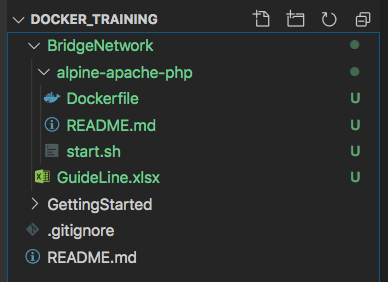 DOCKER_TRAINING
BridgeNetwork
alpine-apache-php
Dockerfile U
README.md U
start.sh U
GuideLine.xlsx U
GettingStarted
.gitignore
README.md